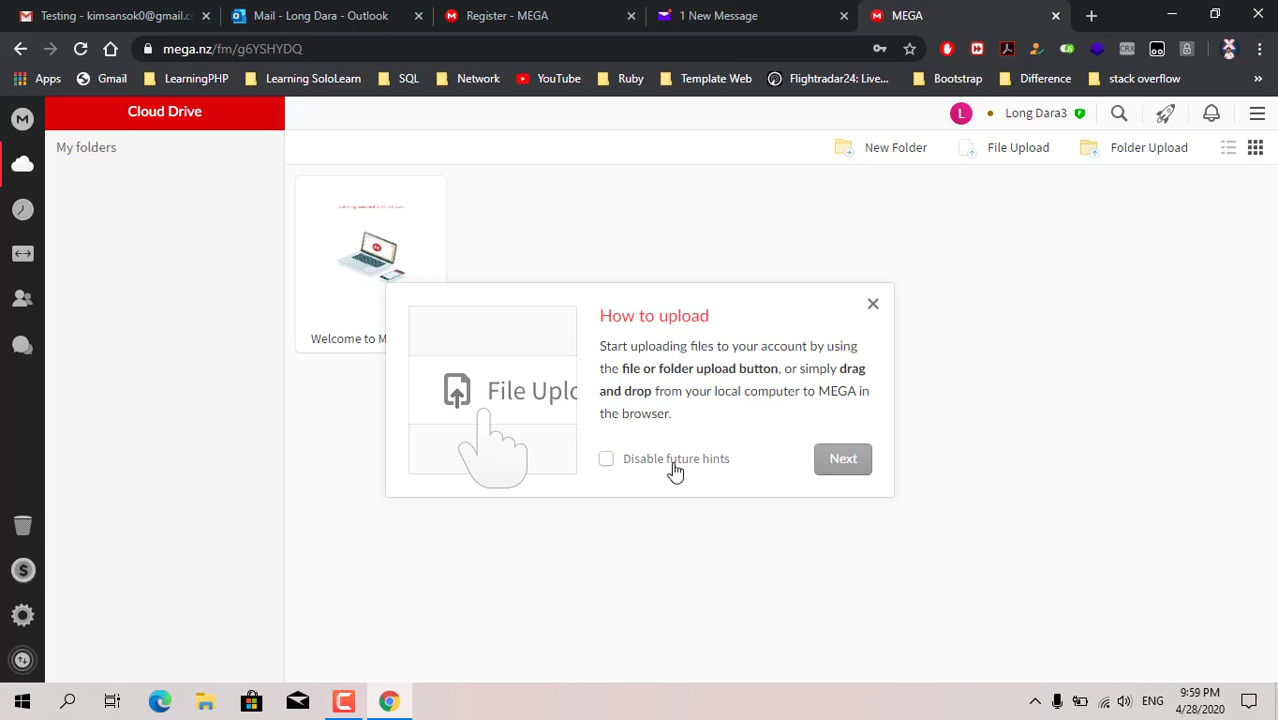 Testing - kimsansok0@gmail.c
Mail - Long Dara - Outlook
Register - MEGA
1 New Message
MEGA
mega.nz/fm/g6YSHYDQ
Apps
Gmail
LearningPHP
Learning SoloLearn
SQL
Network
YouTube
Ruby
Template Web
Flightradar24: Live...
Bootstrap
Difference
stack overflow
»
Cloud Drive
L
Long Dara3
My folders
New Folder
File Upload
Folder Upload
Welcome to M
How to upload
Start uploading files to your account by using
the file or folder upload button, or simply drag
and drop from your local computer to MEGA in
the browser.
File Uplo
Disable future hints
Next
ENG
9:59 PM
4/28/2020